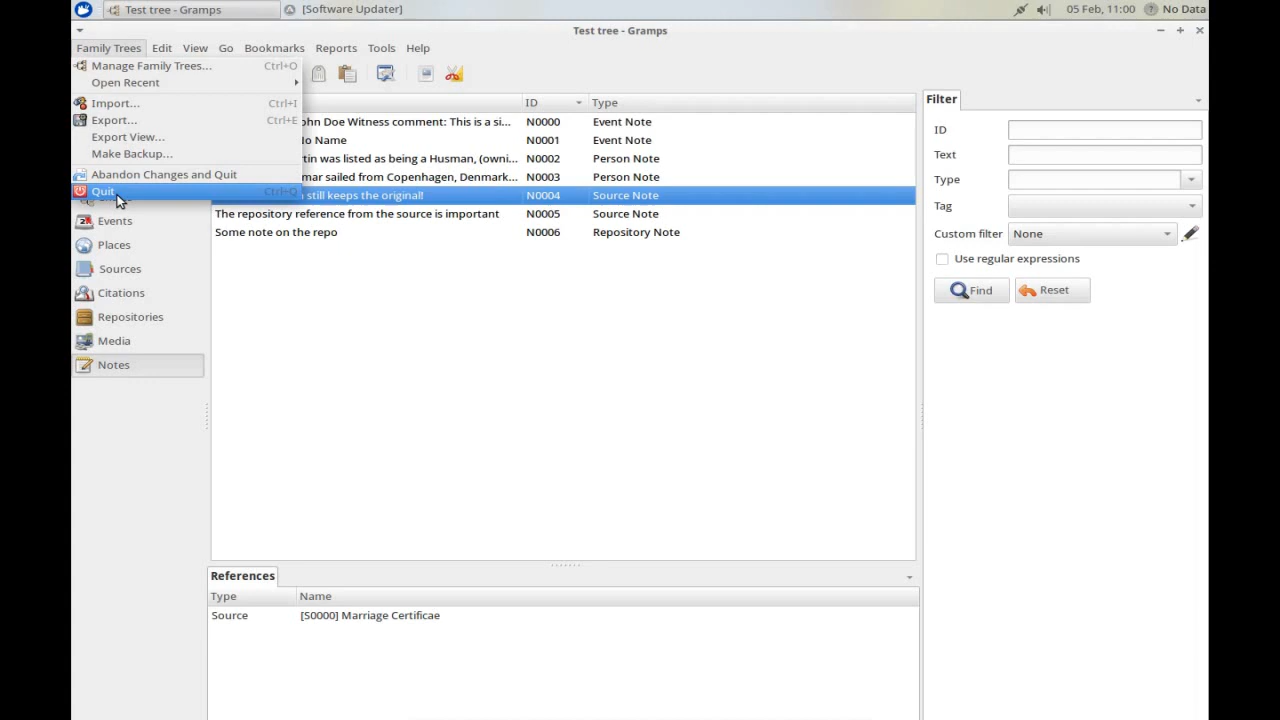 Test tree - Gramps
[Software Updater]
05 Feb, 11:00
No Data
Test tree - Gramps
Family Trees Edit View Go Bookmarks Reports Tools Help
Manage Family Trees... Ctrl+O
Open Recent
Import... Ctrl+I
Export... Ctrl+E
Export View...
Make Backup...
Abandon Changes and Quit
Quit Ctrl+Q
Events
Places
Sources
Citations
Repositories
Media
Notes
ID Type
ohn Doe Witness comment: This is a si... N0000 Event Note
o Name N0001 Event Note
tin was listed as being a Husman, (owni... N0002 Person Note
mar sailed from Copenhagen, Denmark... N0003 Person Note
still keeps the original! N0004 Source Note
The repository reference from the source is important N0005 Source Note
Some note on the repo N0006 Repository Note
Filter
ID
Text
Type
Tag
Custom filter None
Use regular expressions
Find Reset
References
Type Name
Source [S0000] Marriage Certificae